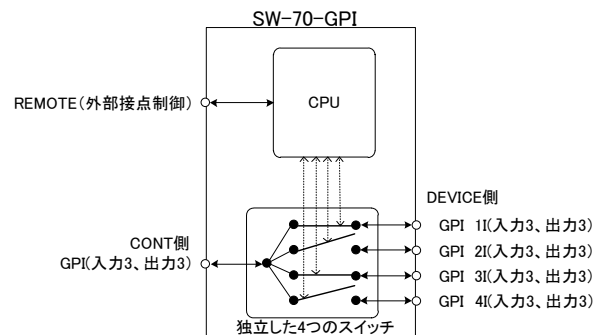 SW-70-GPI
CPU
REMOTE(外部接点制御)
DEVICE側
GPI 1I(入力3、出力3)
CONT側
GPI 2I(入力3、出力3)
GPI(入力3、出力3)
GPI 3I(入力3、出力3)
GPI 4I(入力3、出力3)
独立した4つのスイッチ